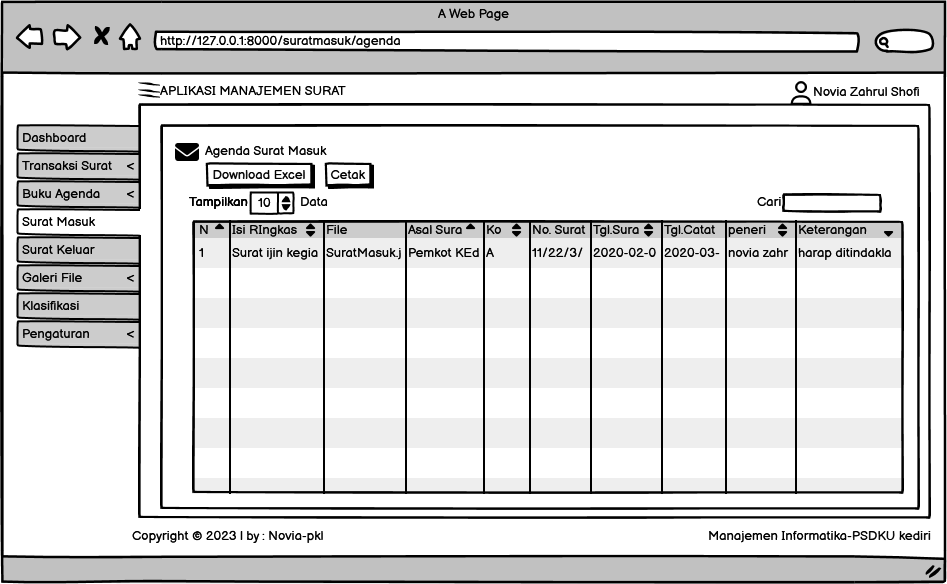 A Web Page
http://127.0.0.1:8000/suratmasuk/agenda
APLIKASI MANAJEMEN SURAT
Novia Zahrul Shofi
Dashboard
Transaksi Surat <
Buku Agenda <
Surat Masuk
Surat Keluar
Galeri File <
Klasifikasi
Pengaturan <
Agenda Surat Masuk
Download Excel Cetak
Tampilkan 10 Data Cari
N Isi RIngkas File Asal Sura Ko No. Surat Tgl.Sura Tgl.Catat peneri Keterangan
1 Surat ijin kegia SuratMasuk.j Pemkot KEd A 11/22/3/ 2020-02-0 2020-03- novia zahr harap ditindakla
Copyright © 2023 I by : Novia-pkl
Manajemen Informatika-PSDKU kediri